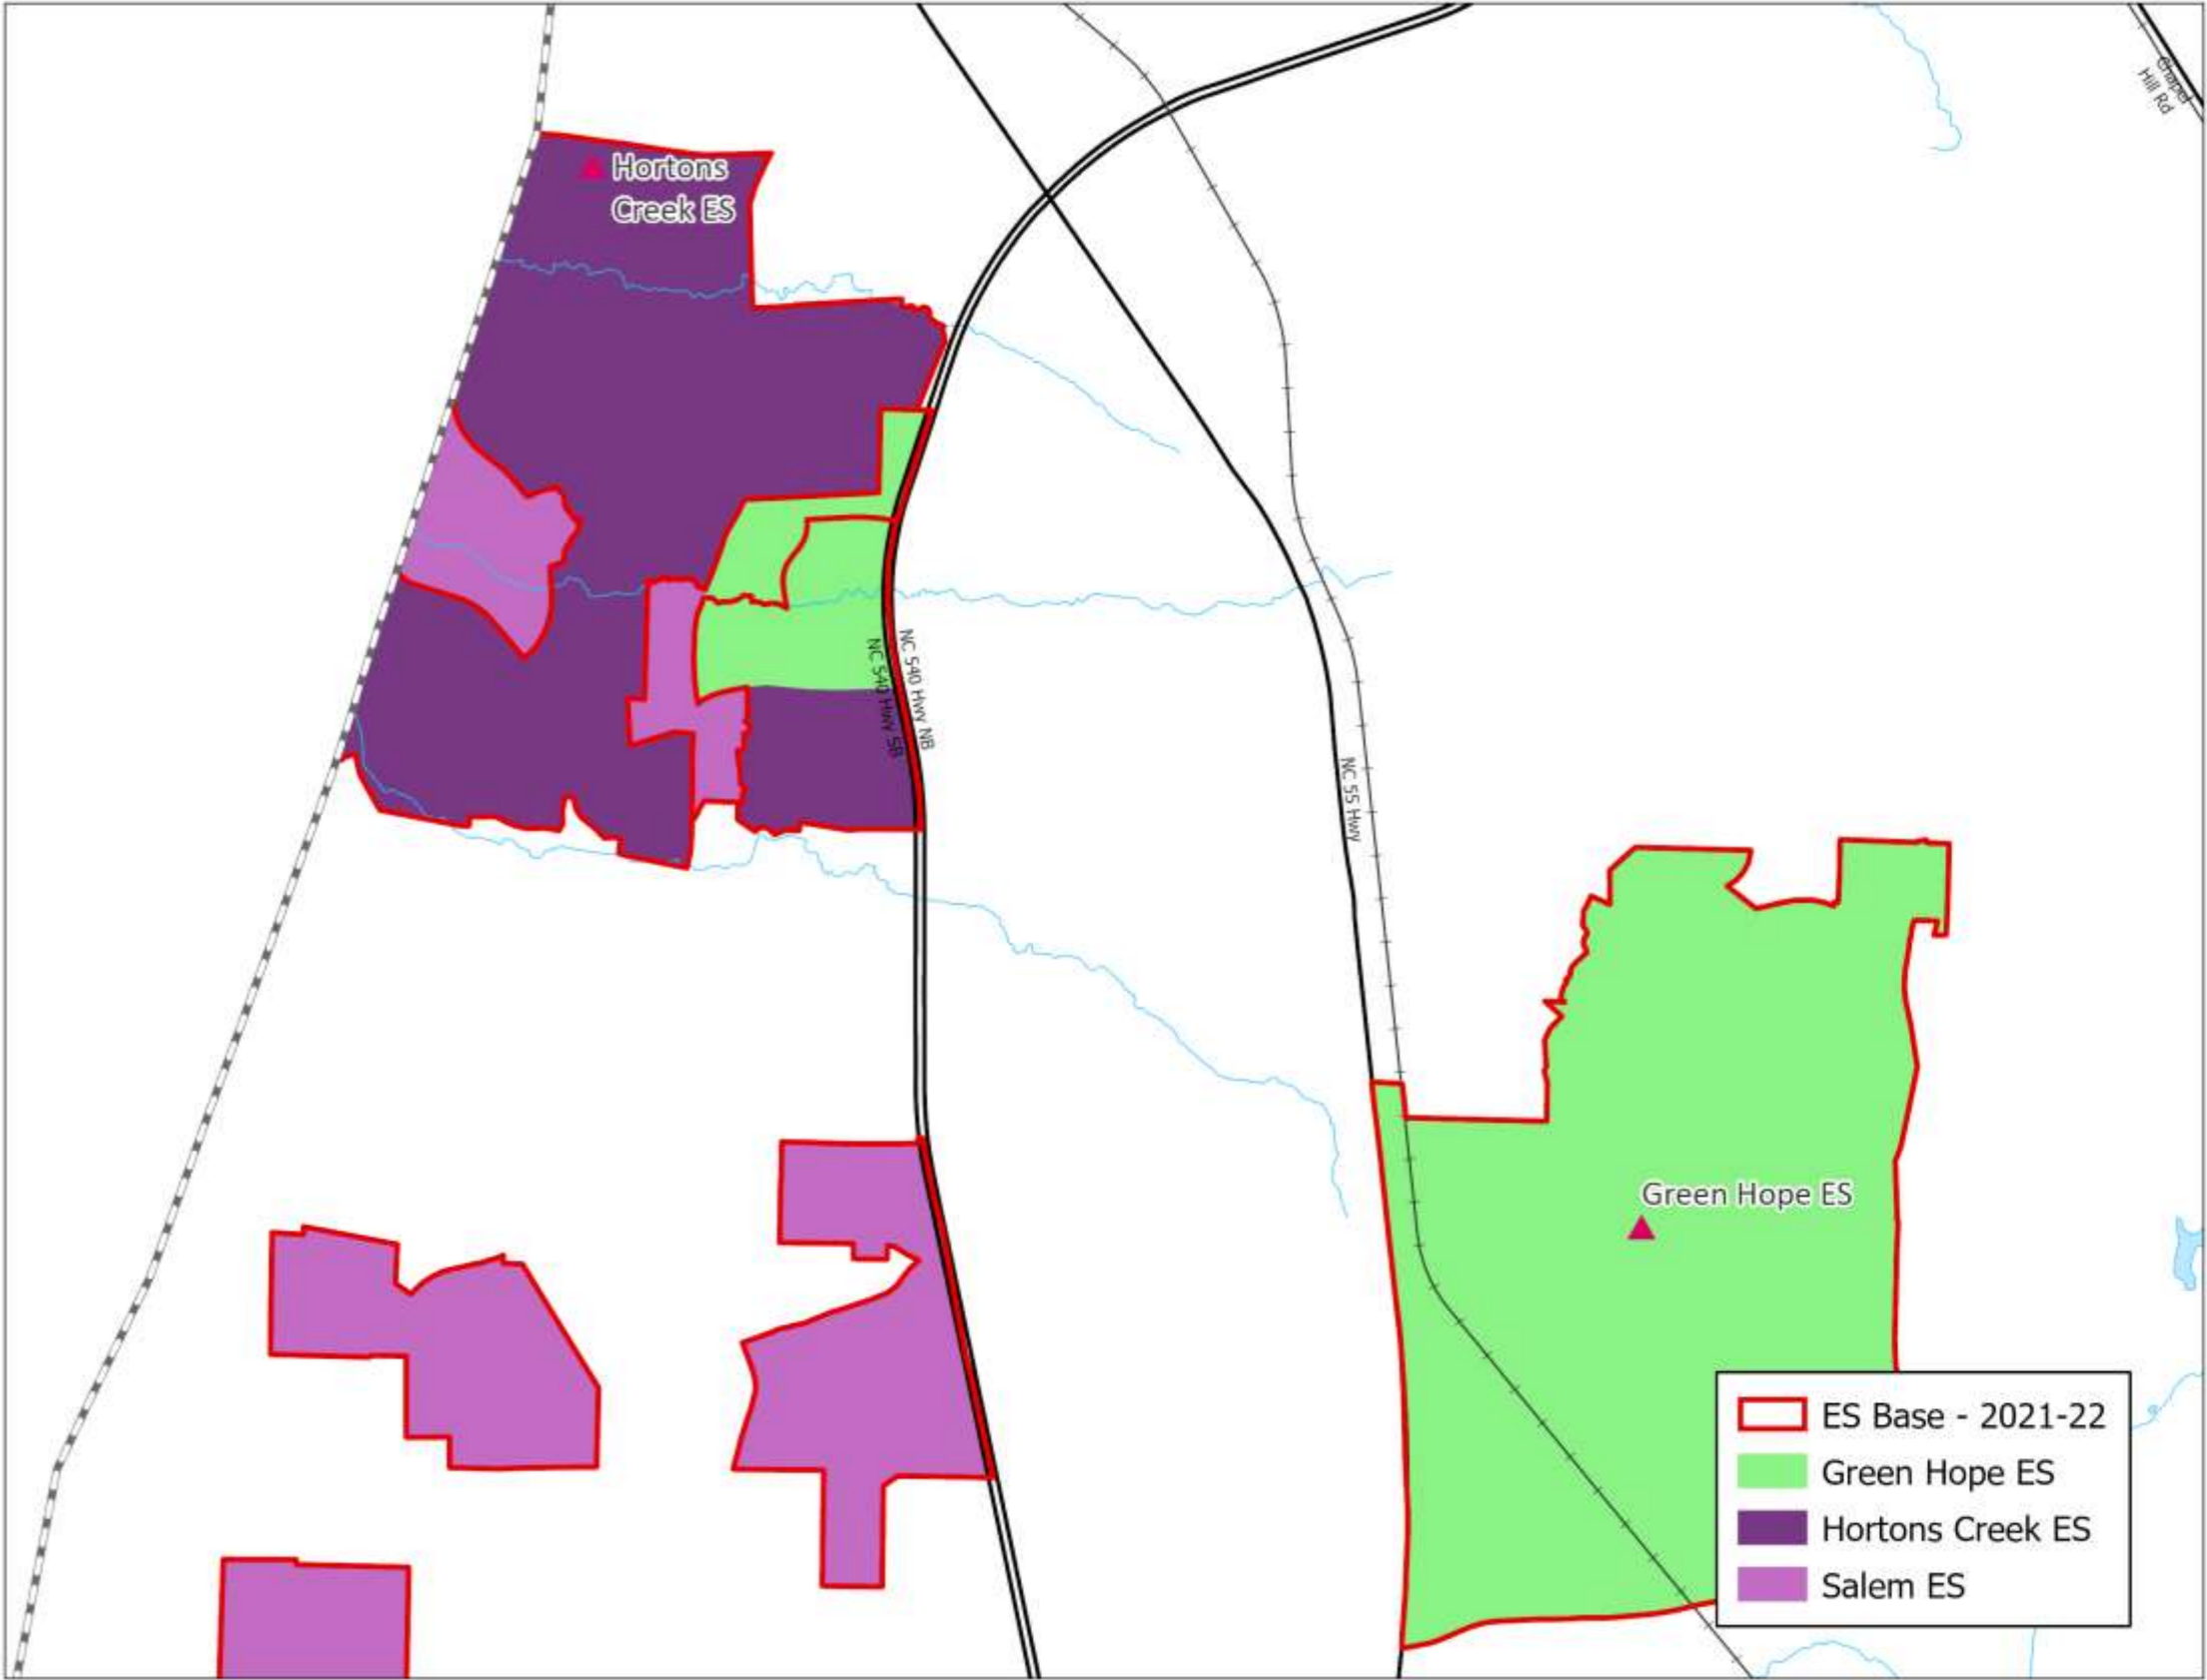 Chapel
Hill Rd
Hortons
Creek ES
NC 540 Hwy NB
NC 540 Hwy SB
NC 55 Hwy
Green Hope ES
ES Base - 2021-22
Green Hope ES
Hortons Creek ES
Salem ES